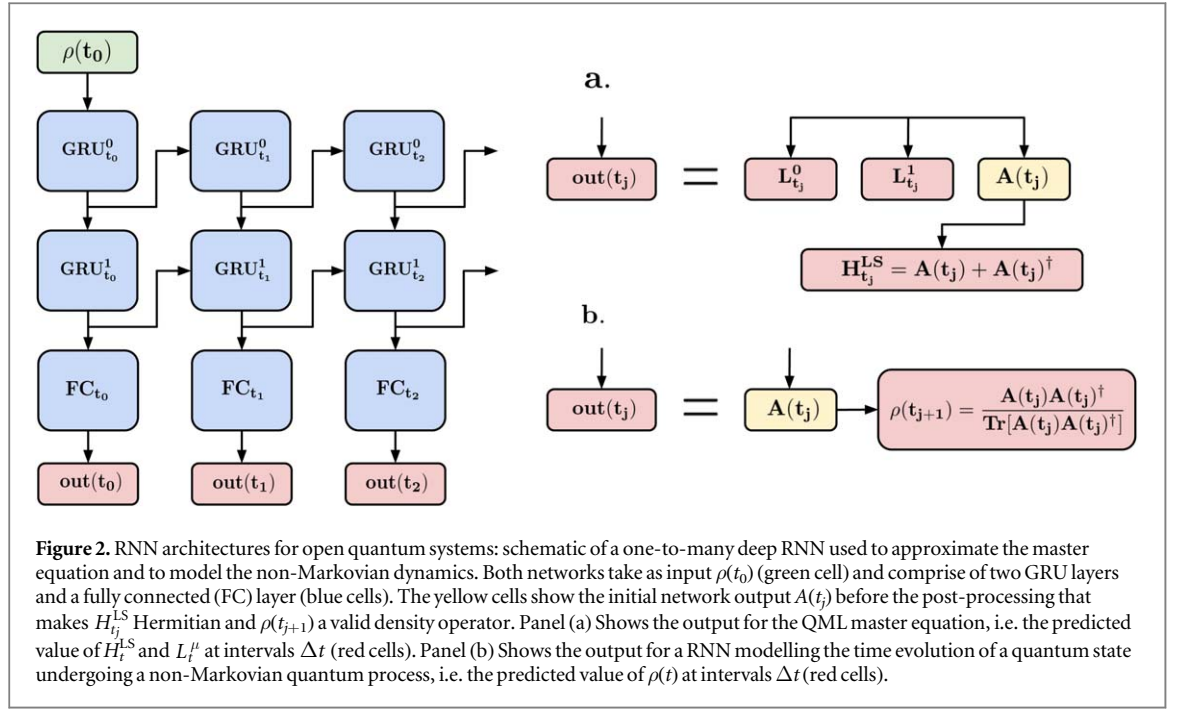 ρ(t₀)
a.
GRU⁰ₜ₀ GRU⁰ₜ₁ GRU⁰ₜ₂
out(tⱼ) = L⁰ₜⱼ L¹ₜⱼ A(tⱼ)
GRU¹ₜ₀ GRU¹ₜ₁ GRU¹ₜ₂
Hᴸˢₜⱼ = A(tⱼ) + A(tⱼ)†
b.
FCₜ₀ FCₜ₁ FCₜ₂
out(tⱼ) = A(tⱼ) ρ(tⱼ₊₁) = A(tⱼ)A(tⱼ)† / Tr[A(tⱼ)A(tⱼ)†]
out(t₀) out(t₁) out(t₂)
Figure 2. RNN architectures for open quantum systems: schematic of a one-to-many deep RNN used to approximate the master
equation and to model the non-Markovian dynamics. Both networks take as input ρ(t₀) (green cell) and comprise of two GRU layers
and a fully connected (FC) layer (blue cells). The yellow cells show the initial network output A(tⱼ) before the post-processing that
makes Hᴸˢₜⱼ Hermitian and ρ(tⱼ₊₁) a valid density operator. Panel (a) Shows the output for the QML master equation, i.e. the predicted
value of Hᴸˢₜ and Lᵘₜ at intervals Δt (red cells). Panel (b) Shows the output for a RNN modelling the time evolution of a quantum state
undergoing a non-Markovian quantum process, i.e. the predicted value of ρ(t) at intervals Δt (red cells).